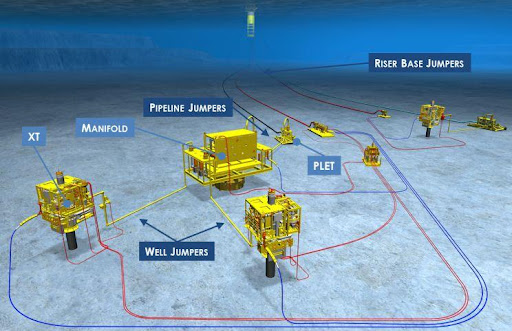 RISER BASE JUMPERS
PIPELINE JUMPERS
MANIFOLD
XT
PLET
WELL JUMPERS